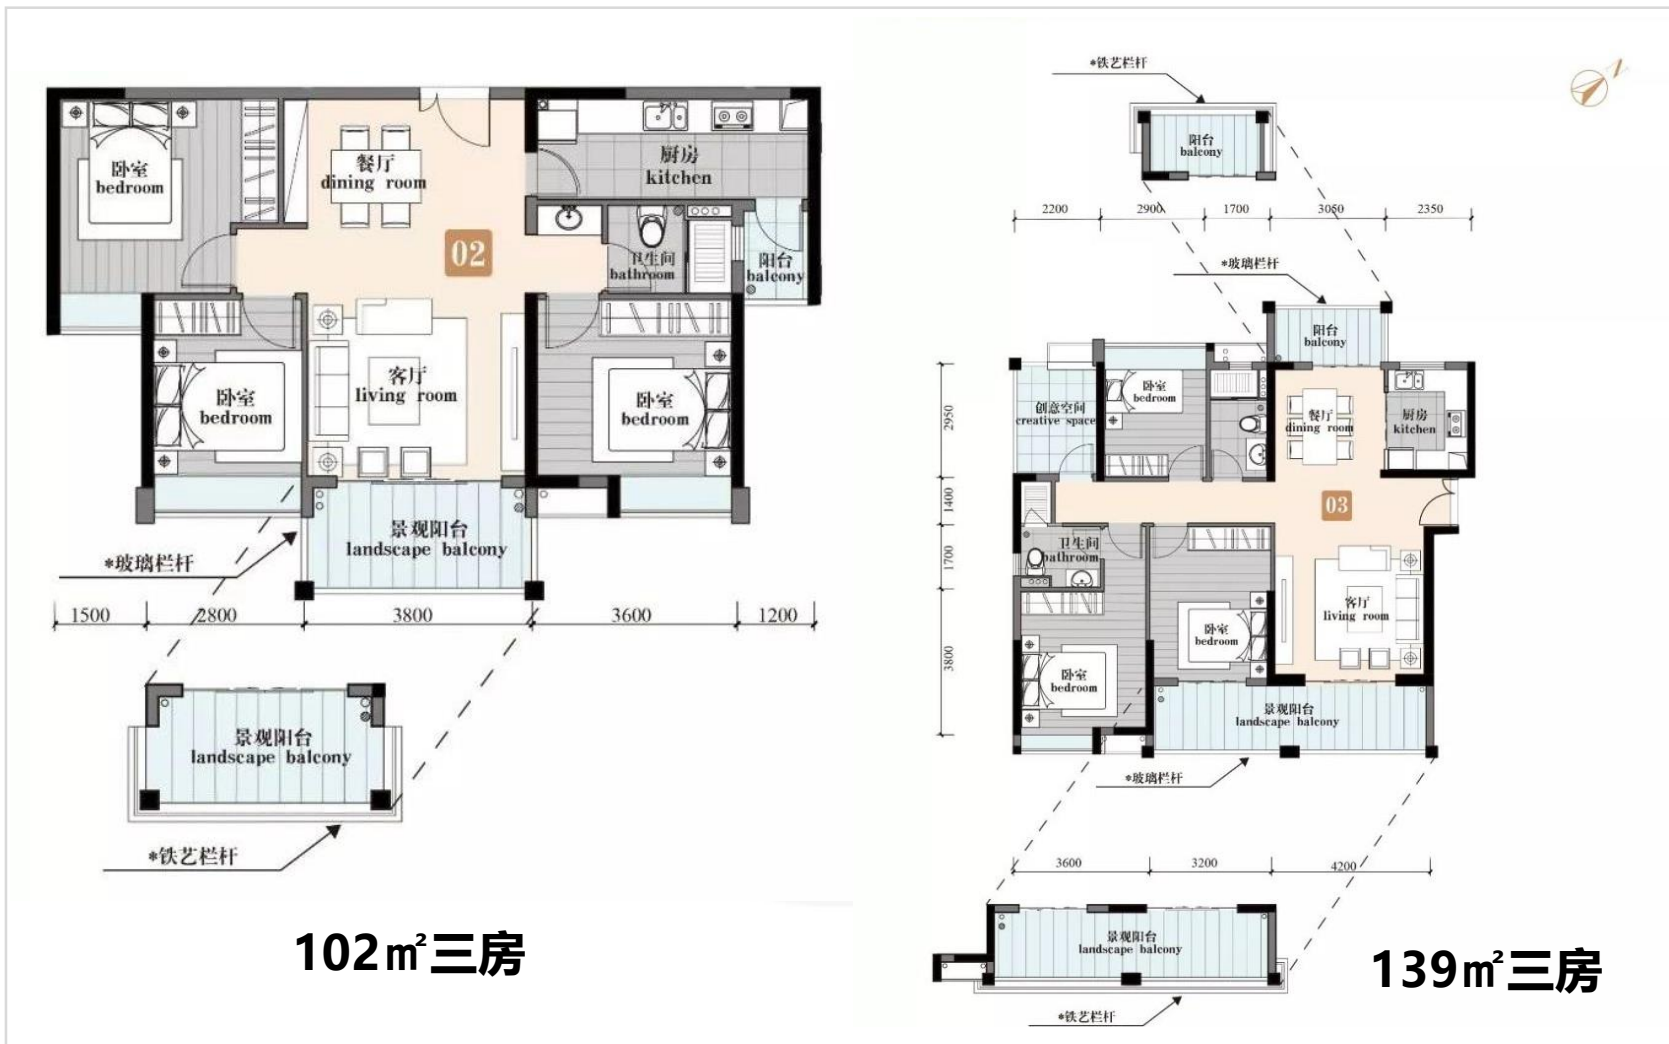 卧室
bedroom
餐厅
dining room
厨房
kitchen
02
卫生间
bathroom
阳台
balcony
卧室
bedroom
客厅
living room
卧室
bedroom
景观阳台
landscape balcony
*玻璃栏杆
1500
2800
3800
3600
1200
景观阳台
landscape balcony
*铁艺栏杆
102㎡三房
N
*铁艺栏杆
阳台
balcony
2200
2900
1700
3050
2350
*玻璃栏杆
阳台
balcony
创意空间
creative space
卧室
bedroom
餐厅
dining room
厨房
kitchen
03
2950
1400
1700
3800
卫生间
bathroom
客厅
living room
卧室
bedroom
卧室
bedroom
景观阳台
landscape balcony
*玻璃栏杆
3600
3200
4200
景观阳台
landscape balcony
*铁艺栏杆
139㎡三房